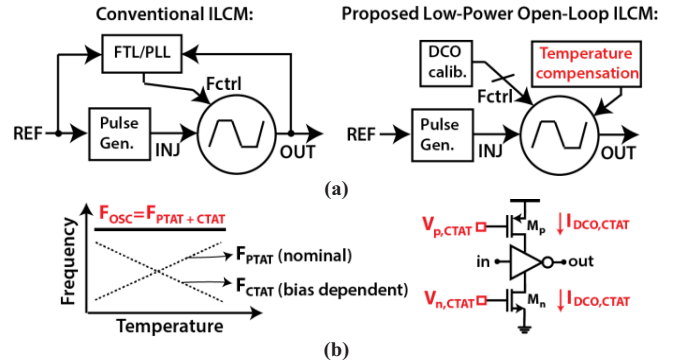 Conventional ILCM:
FTL/PLL
Fctrl
REF
Pulse
Gen.
INJ
OUT
Proposed Low-Power Open-Loop ILCM:
DCO
calib.
Temperature
compensation
Fctrl
REF
Pulse
Gen.
INJ
OUT
(a)
Frequency
FOSC=FPTAT + CTAT
FPTAT (nominal)
FCTAT (bias dependent)
Temperature
Vp,CTAT
Mp
IDCO,CTAT
in
out
Vn,CTAT
Mn
IDCO,CTAT
(b)